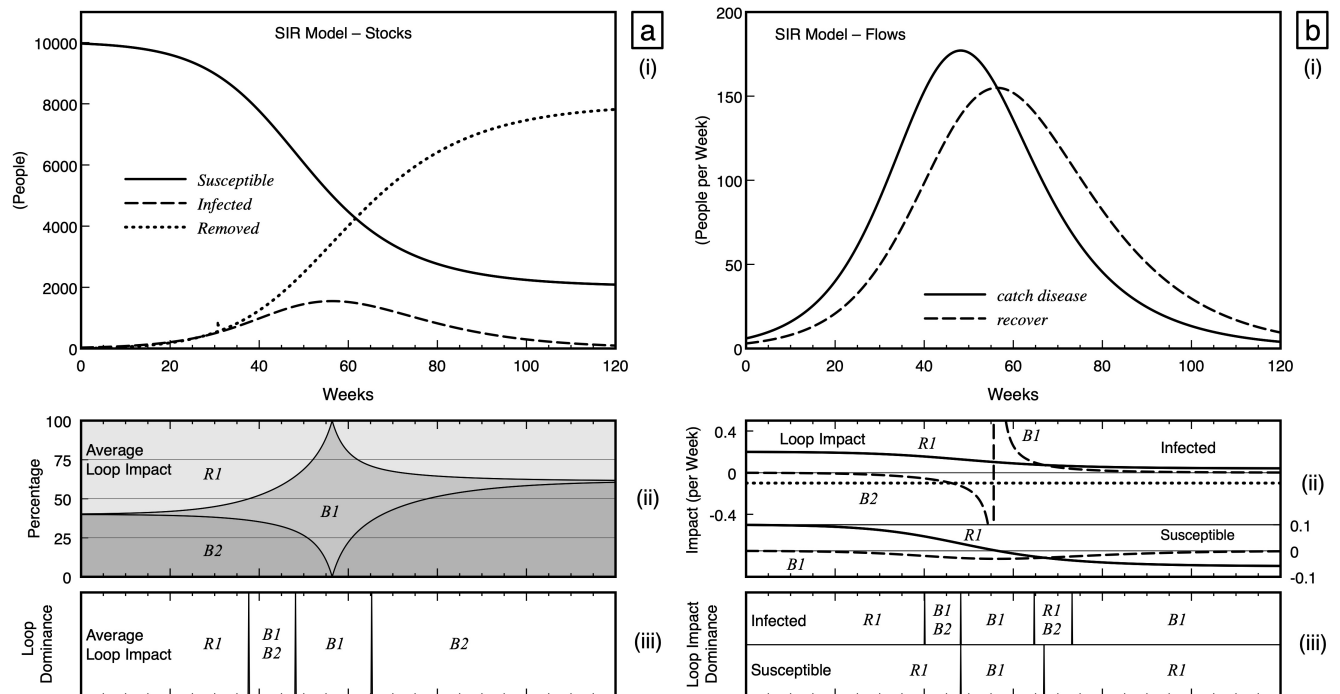 SIR Model – Stocks
a
(i)
10000
8000
6000
4000
2000
0
(People)
Susceptible
Infected
Removed
0 20 40 60 80 100 120
Weeks
SIR Model – Flows
b
(i)
200
150
100
50
0
(People per Week)
catch disease
recover
0 20 40 60 80 100 120
Weeks
100
75
50
25
0
Percentage
Average
Loop Impact
R1
B1
B2
(ii)
0.4
0
-0.4
Impact (per Week)
Loop Impact
R1
B1
Infected
B2
(ii)
R1
Susceptible
B1
0.1
0
-0.1
Loop
Dominance
Average
Loop Impact
R1
B1
B2
B1
B2
(iii)
Loop Impact
Dominance
Infected
R1
B1
B2
B1
R1
B2
B1
(iii)
Susceptible
R1
B1
R1